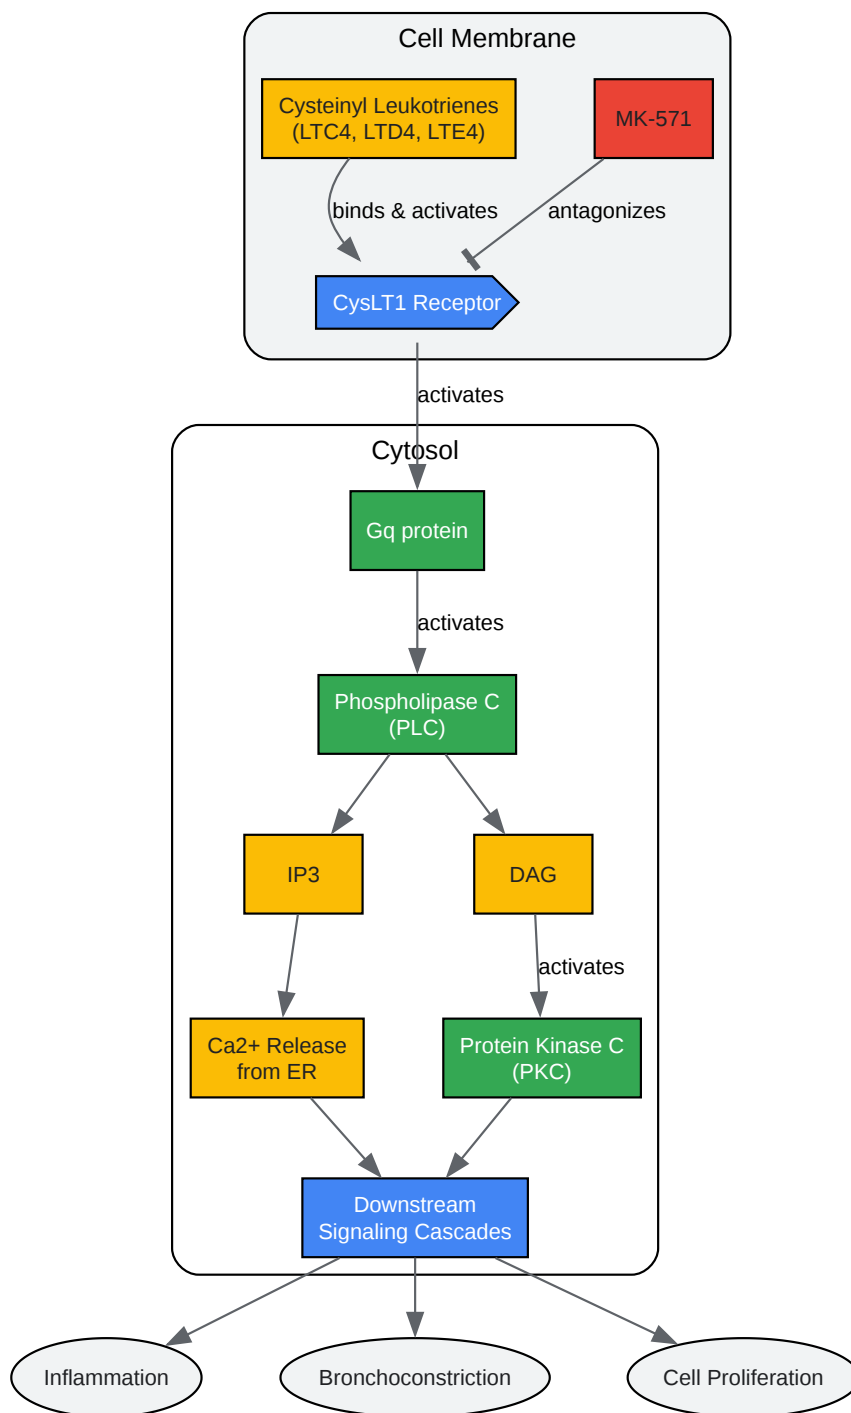 Cell Membrane
Cysteinyl Leukotrienes
(LTC4, LTD4, LTE4)
MK-571
binds & activates
antagonizes
CysLT1 Receptor
activates
Cytosol
Gq protein
activates
Phospholipase C
(PLC)
IP3
DAG
activates
Ca2+ Release
from ER
Protein Kinase C
(PKC)
Downstream
Signaling Cascades
Inflammation
Bronchoconstriction
Cell Proliferation